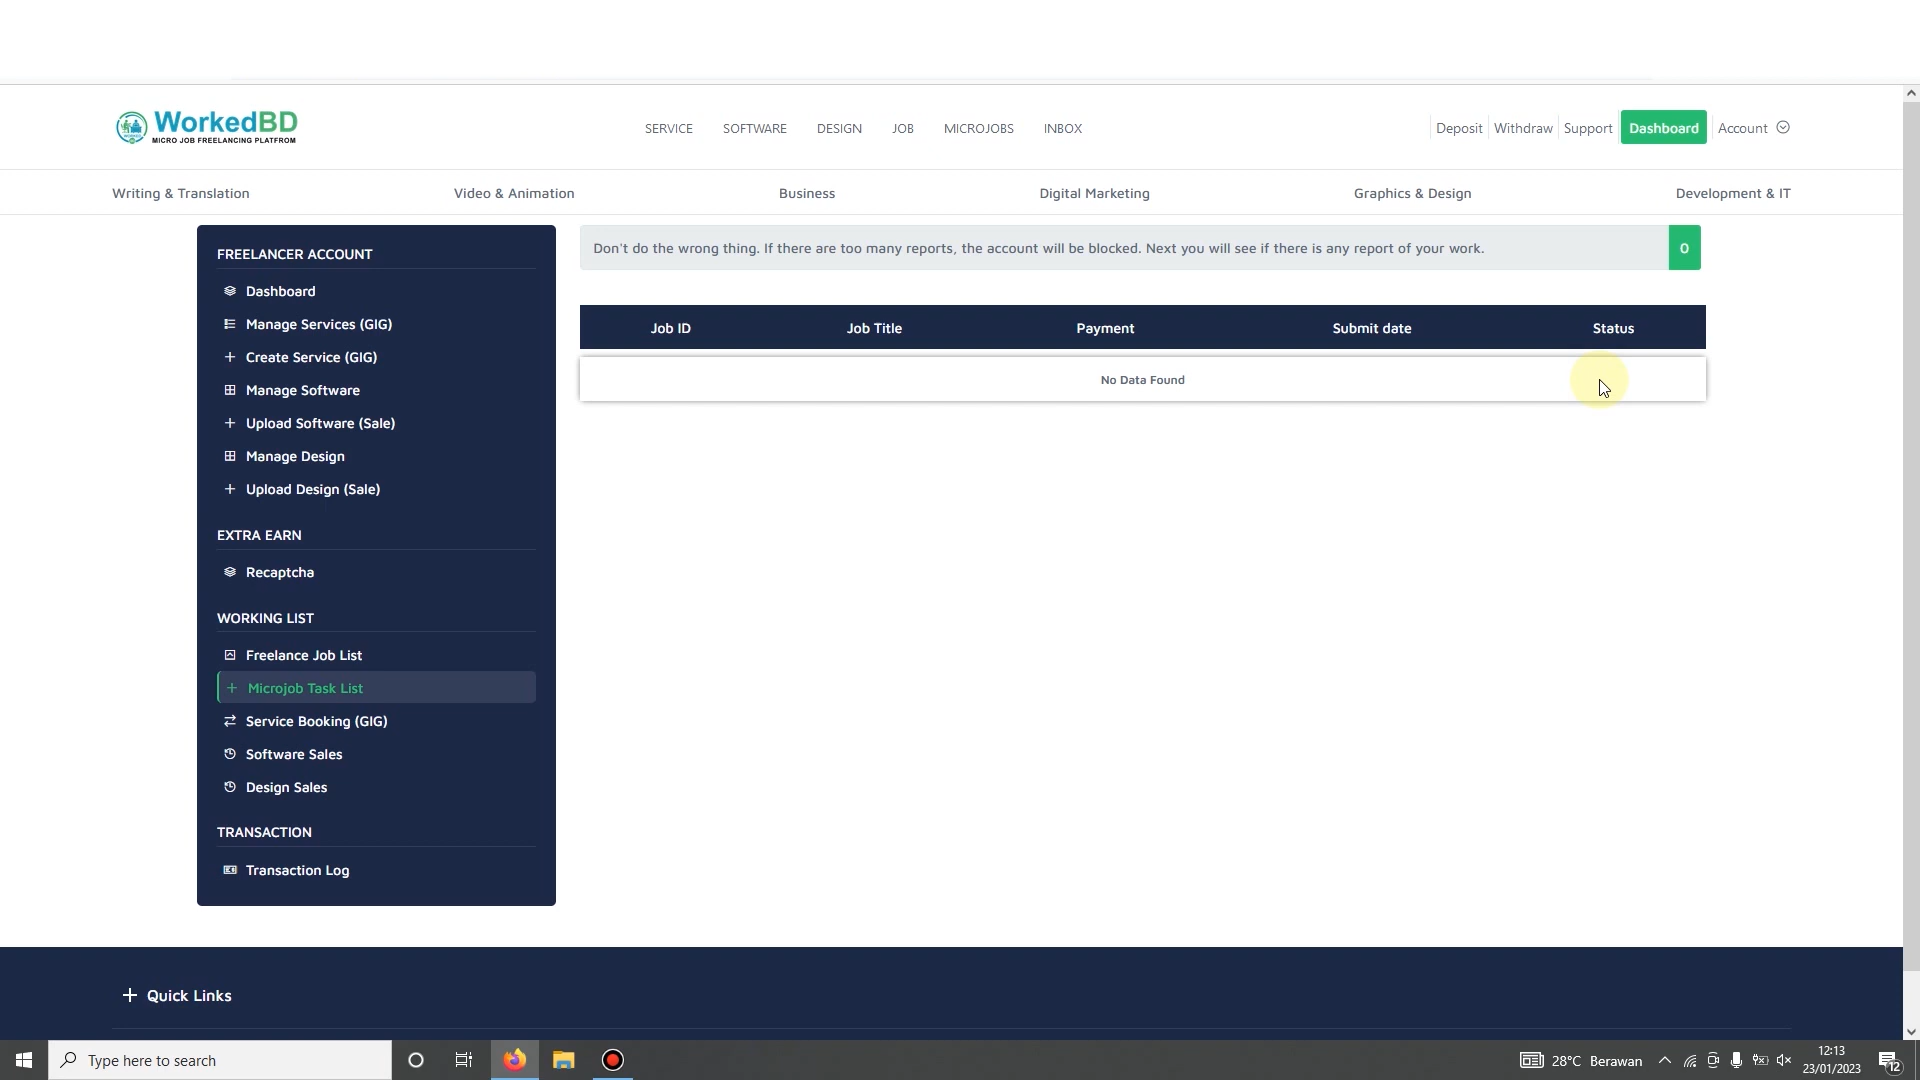 WorkedBD
MICRO JOB FREELANCING PLATFROM
SERVICE SOFTWARE DESIGN JOB MICROJOBS INBOX
Deposit Withdraw Support Dashboard Account
Writing & Translation Video & Animation Business Digital Marketing Graphics & Design Development & IT
FREELANCER ACCOUNT
Dashboard
Manage Services (GIG)
Create Service (GIG)
Manage Software
Upload Software (Sale)
Manage Design
Upload Design (Sale)
EXTRA EARN
Recaptcha
WORKING LIST
Freelance Job List
Microjob Task List
Service Booking (GIG)
Software Sales
Design Sales
TRANSACTION
Transaction Log
Don't do the wrong thing. If there are too many reports, the account will be blocked. Next you will see if there is any report of your work. 0
Job ID Job Title Payment Submit date Status
No Data Found
Quick Links
Type here to search
28°C Berawan
12:13
23/01/2023
12